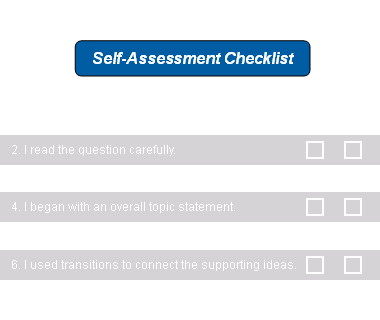 Self-Assessment Checklist
2. I read the question carefully.
4. I began with an overall topic statement.
6. I used transitions to connect the supporting ideas.